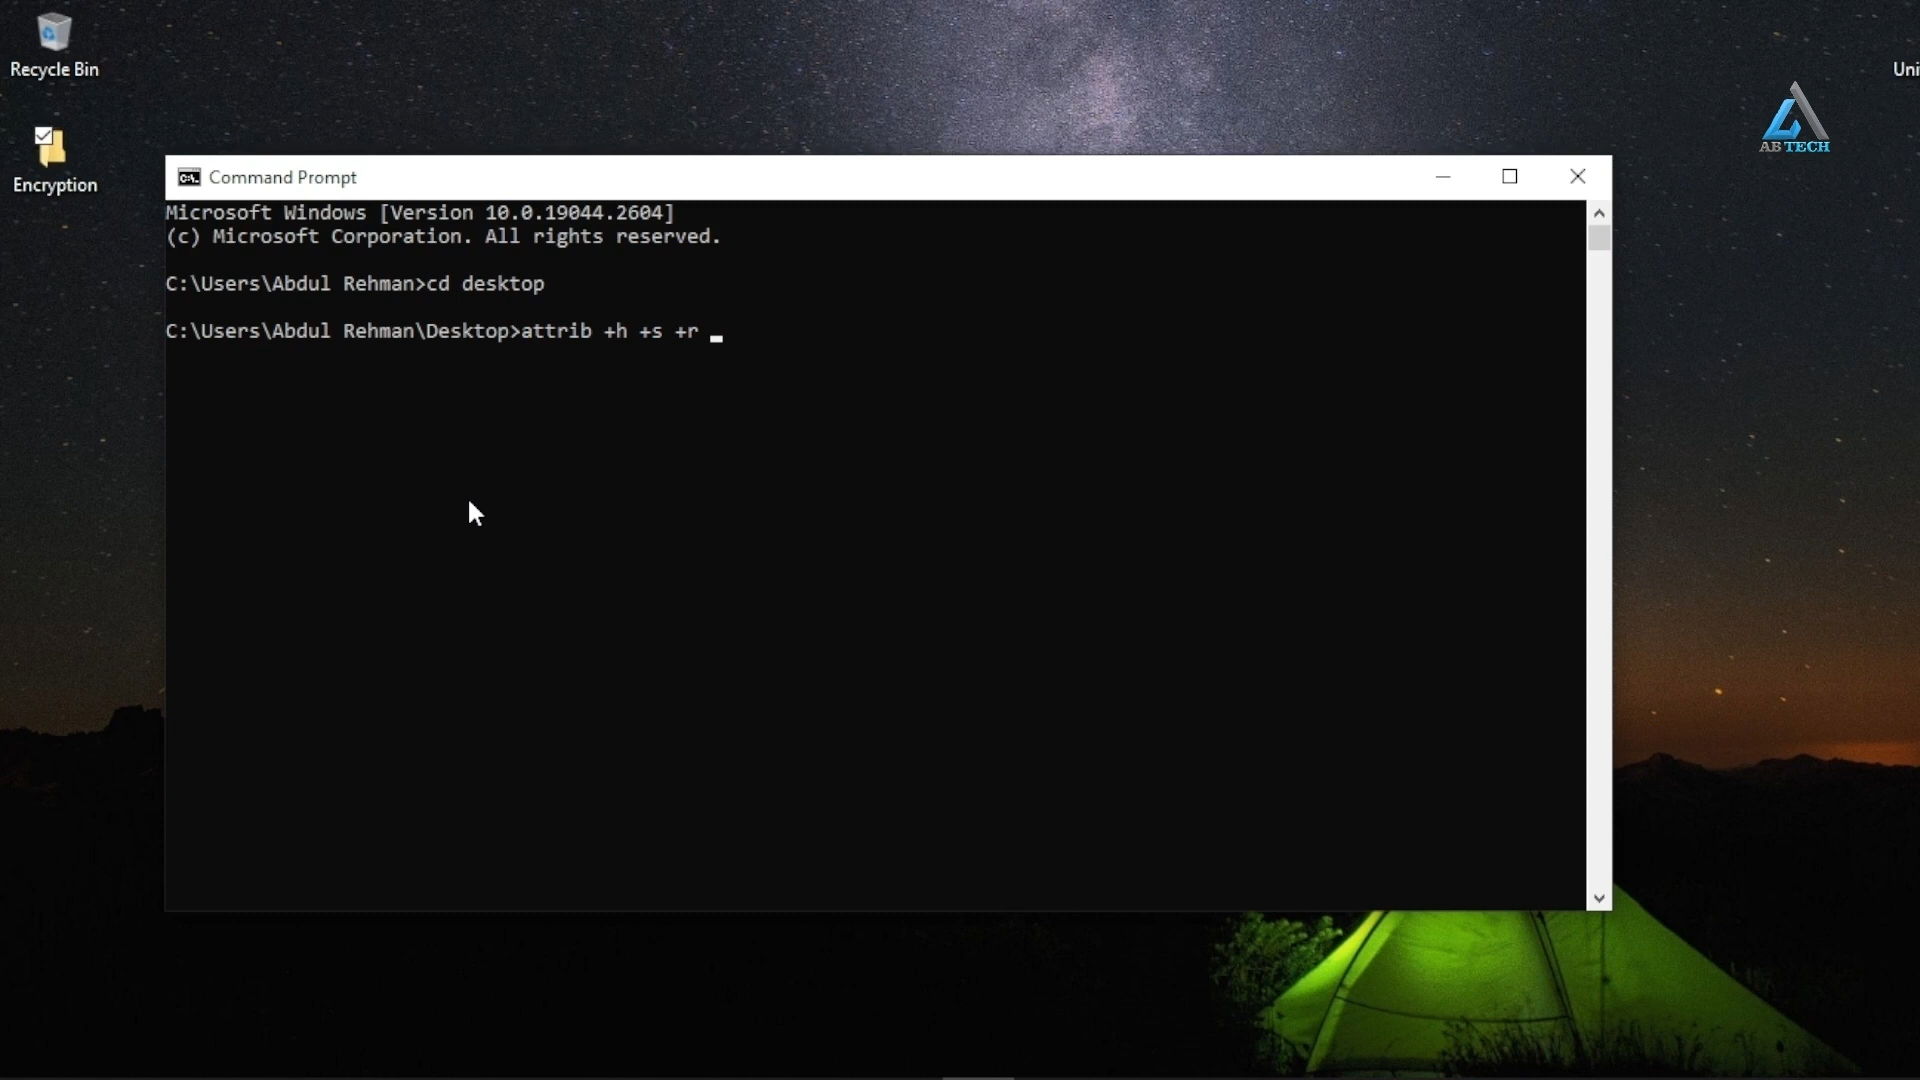 Recycle Bin
Uni
AB TECH
Encryption
Command Prompt
Microsoft Windows [Version 10.0.19044.2604]
(c) Microsoft Corporation. All rights reserved.
C:\Users\Abdul Rehman>cd desktop
C:\Users\Abdul Rehman\Desktop>attrib +h +s +r